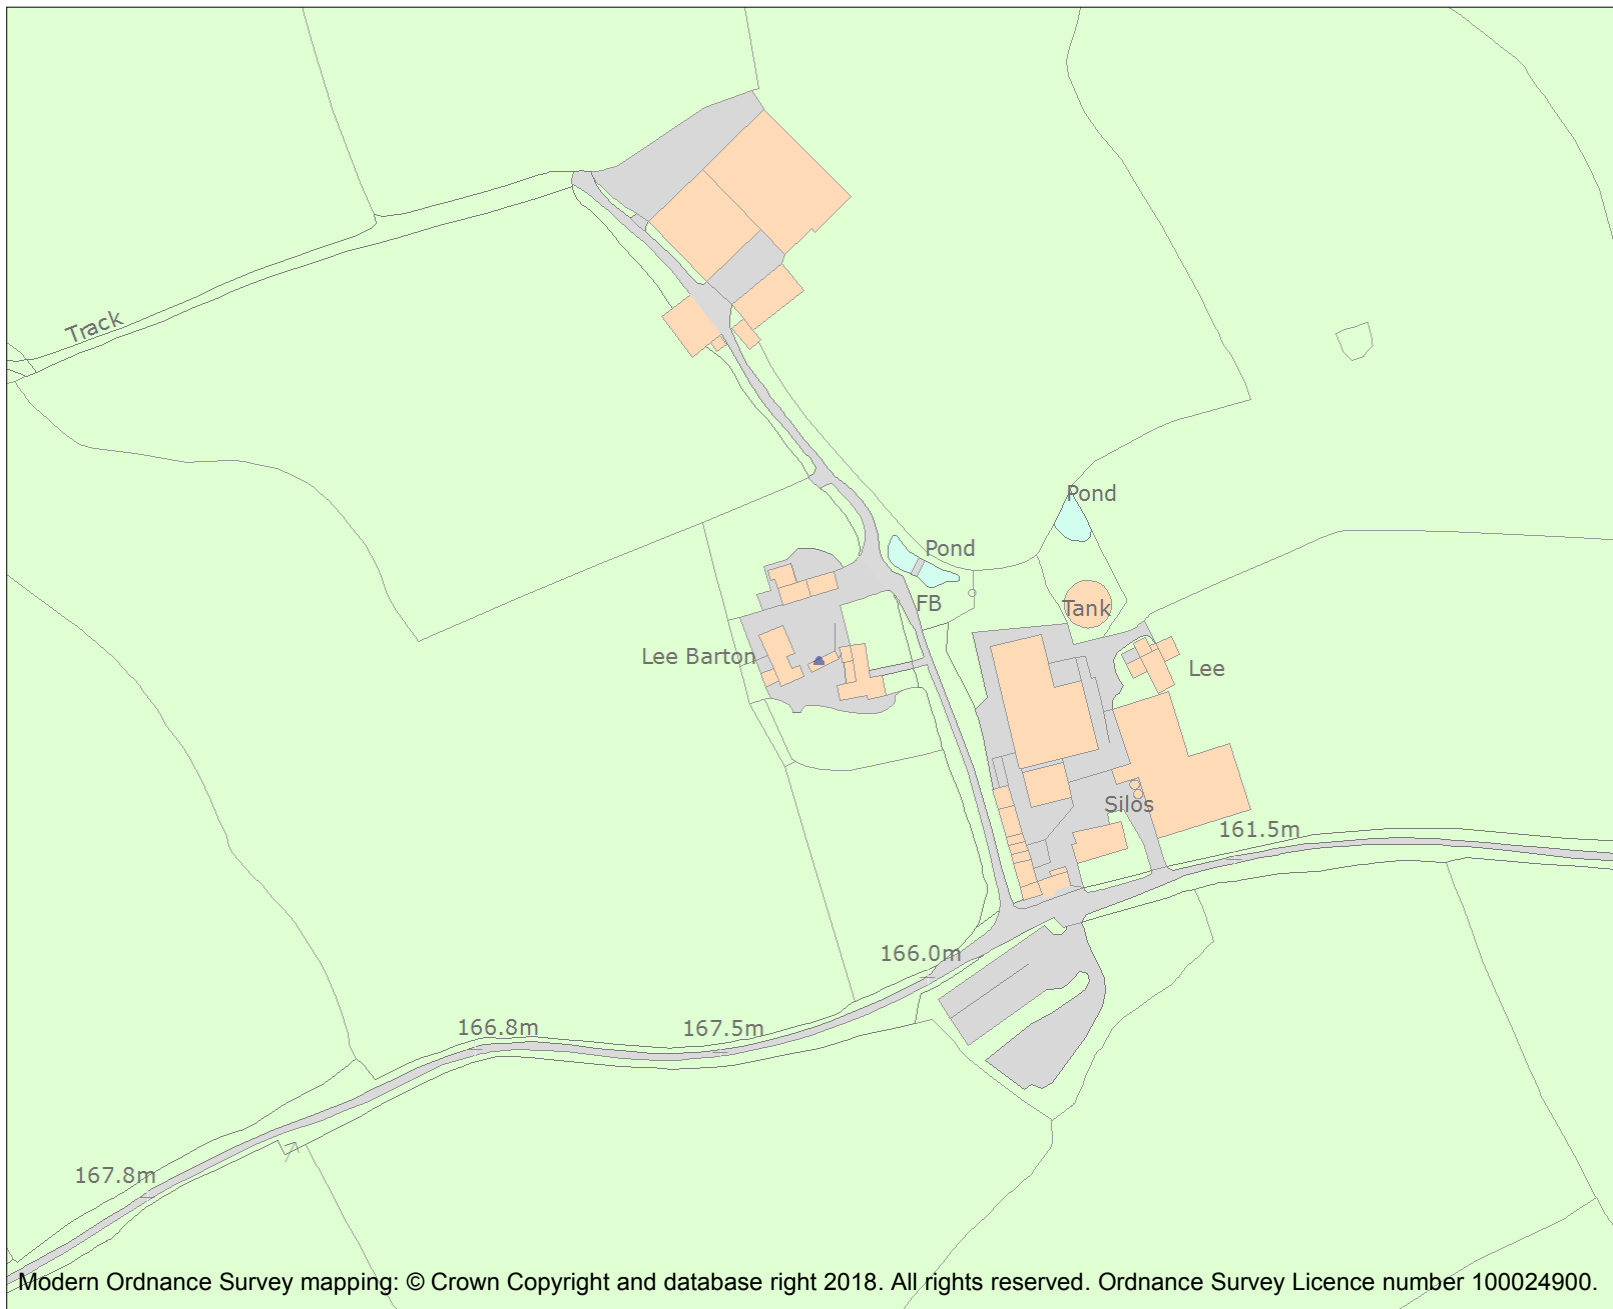 Track
Pond
Pond
FB
Tank
Lee Barton
Lee
Silos
161.5m
166.0m
166.8m
167.5m
167.8m
Modern Ordnance Survey mapping: © Crown Copyright and database right 2018. All rights reserved. Ordnance Survey Licence number 100024900.